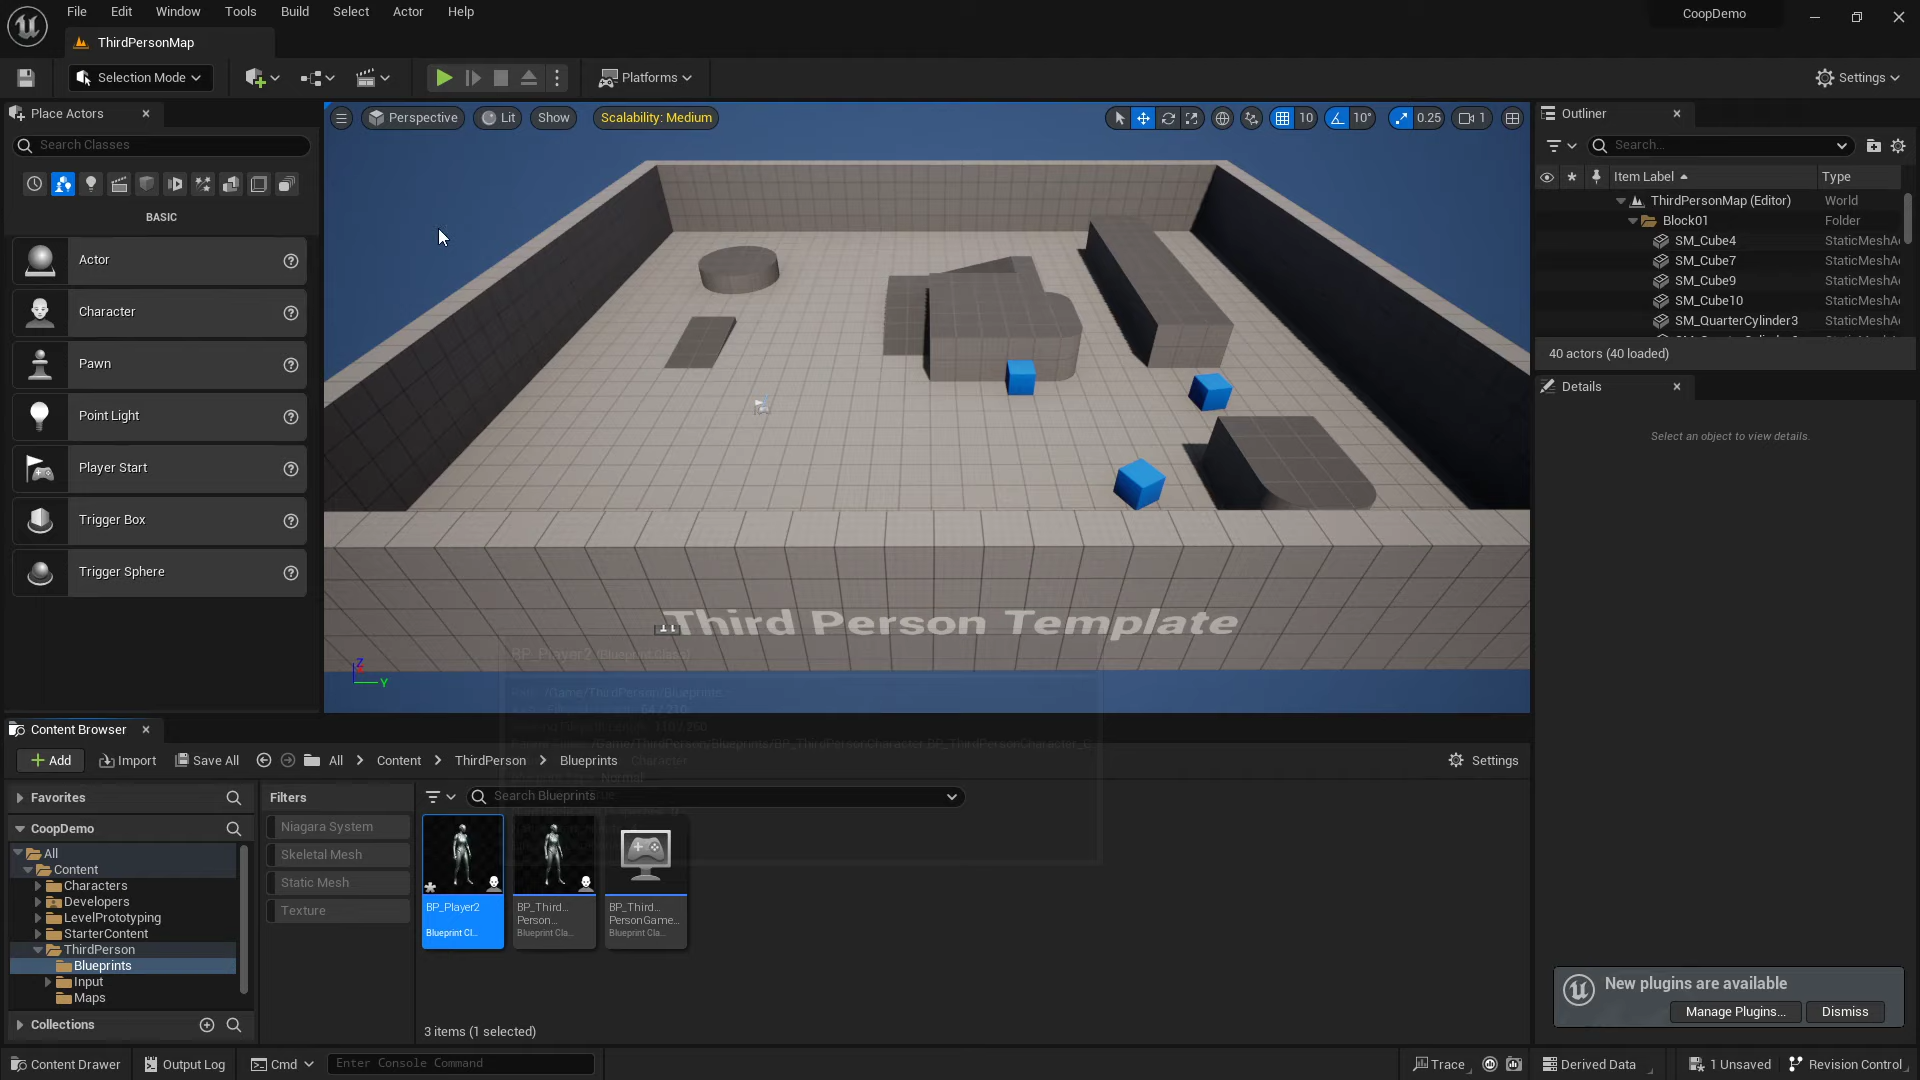 File Edit Window Tools Build Select Actor Help
CoopDemo
ThirdPersonMap
Selection Mode
Platforms
Settings
Place Actors
Search Classes
BASIC
Actor
Character
Pawn
Point Light
Player Start
Trigger Box
Trigger Sphere
Perspective Lit Show Scalability: Medium
10 10° 0.25 1
Third Person Template
Z
Y
BP_Player2 (Blueprint Class)
Outliner
Search...
Item Label Type
ThirdPersonMap (Editor) World
Block01 Folder
SM_Cube4 StaticMeshA
SM_Cube7 StaticMeshA
SM_Cube9 StaticMeshA
SM_Cube10 StaticMeshA
SM_QuarterCylinder3 StaticMeshA
40 actors (40 loaded)
Details
Select an object to view details.
Content Browser
Add Import Save All All Content ThirdPerson Blueprints Settings
Character
Normal
Favorites
CoopDemo
All
Content
Characters
Developers
LevelPrototyping
StarterContent
ThirdPerson
Blueprints
Input
Maps
Collections
Filters
Niagara System
Skeletal Mesh
Static Mesh
Texture
Search Blueprints
BP_Player2
Blueprint Cl...
BP_Third...
Person...
Blueprint Cla...
BP_Third...
PersonGame...
Blueprint Cla...
3 items (1 selected)
New plugins are available
Manage Plugins... Dismiss
Content Drawer Output Log Cmd Enter Console Command Trace Derived Data 1 Unsaved Revision Control